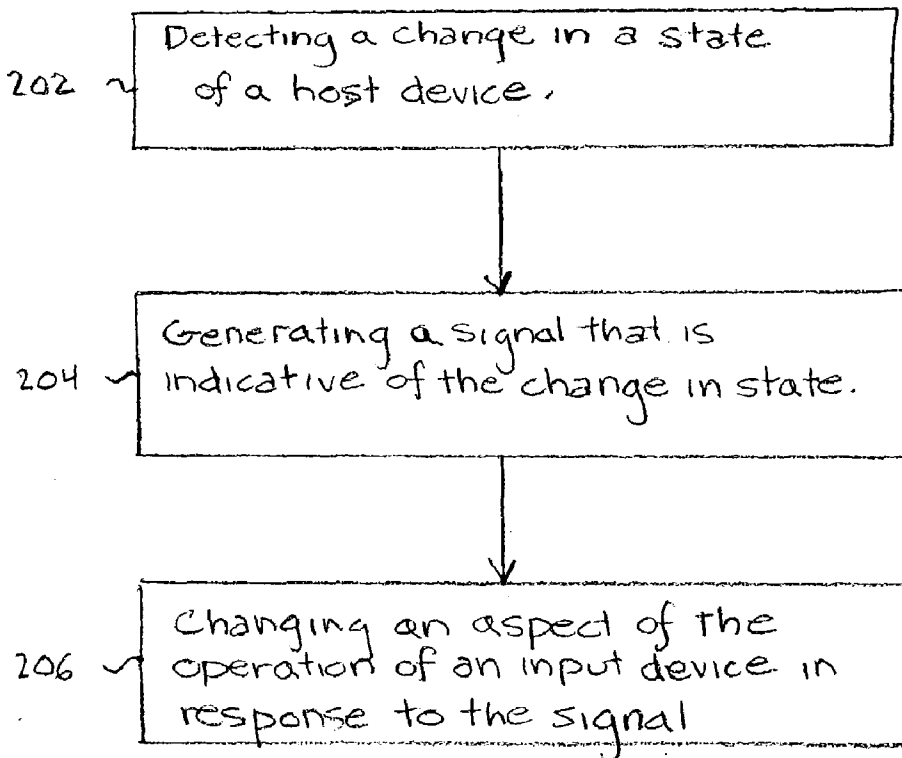 Detecting a change in a state
202 of a host device.
Generating a signal that is
204 indicative of the change in state.
Changing an aspect of the
206 operation of an input device in
response to the signal